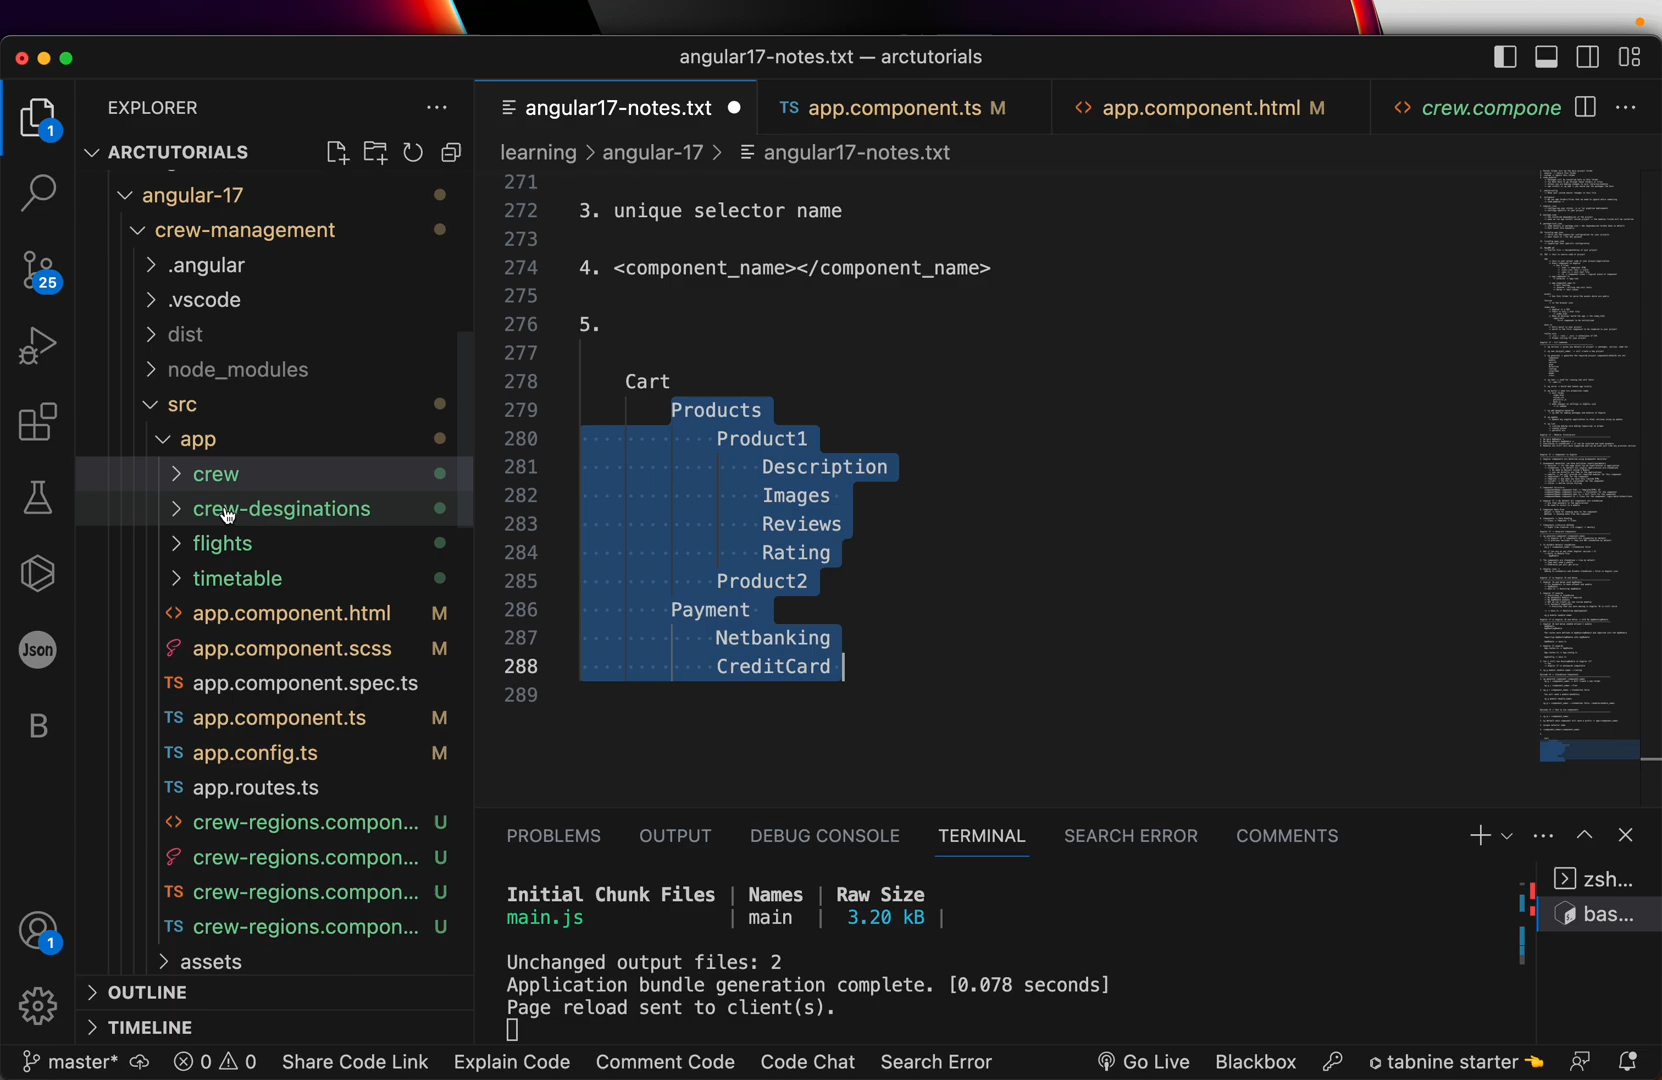 angular17-notes.txt — arctutorials
EXPLORER
angular17-notes.txt
TS app.component.ts M
<> app.component.html M
<> crew.compone
ARCTUTORIALS
learning > angular-17 > angular17-notes.txt
angular-17
crew-management
.angular
.vscode
dist
node_modules
src
app
crew
crew-desginations
flights
timetable
<> app.component.html M
app.component.scss M
TS app.component.spec.ts
TS app.component.ts M
TS app.config.ts M
TS app.routes.ts
<> crew-regions.compon... U
crew-regions.compon... U
TS crew-regions.compon... U
TS crew-regions.compon... U
assets
OUTLINE
TIMELINE
1
25
Json
B
1
271
272 3. unique selector name
273
274 4. <component_name></component_name>
275
276 5.
277
278 Cart
279 Products
280 Product1
281 Description
282 Images
283 Reviews
284 Rating
285 Product2
286 Payment
287 Netbanking
288 CreditCard
289
PROBLEMS OUTPUT DEBUG CONSOLE TERMINAL SEARCH ERROR COMMENTS
Initial Chunk Files | Names | Raw Size
main.js | main | 3.20 kB |
Unchanged output files: 2
Application bundle generation complete. [0.078 seconds]
Page reload sent to client(s).
zsh...
bas...
master* 0 0 Share Code Link Explain Code Comment Code Code Chat Search Error Go Live Blackbox tabnine starter